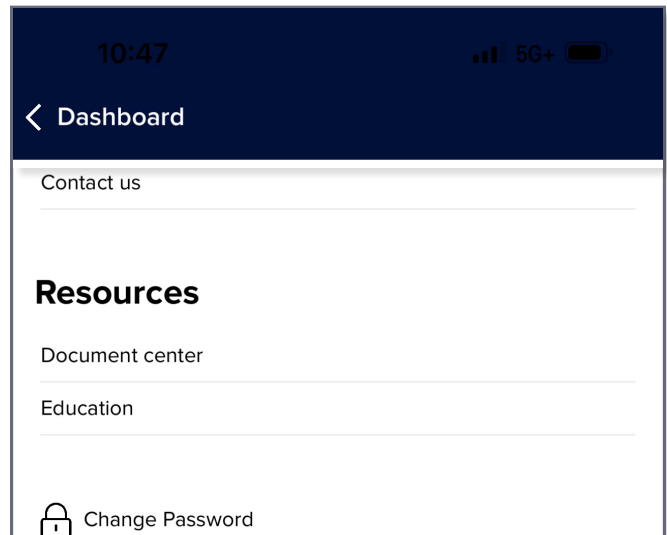 10:47 5G+
Dashboard
Contact us
Resources
Document center
Education
Change Password